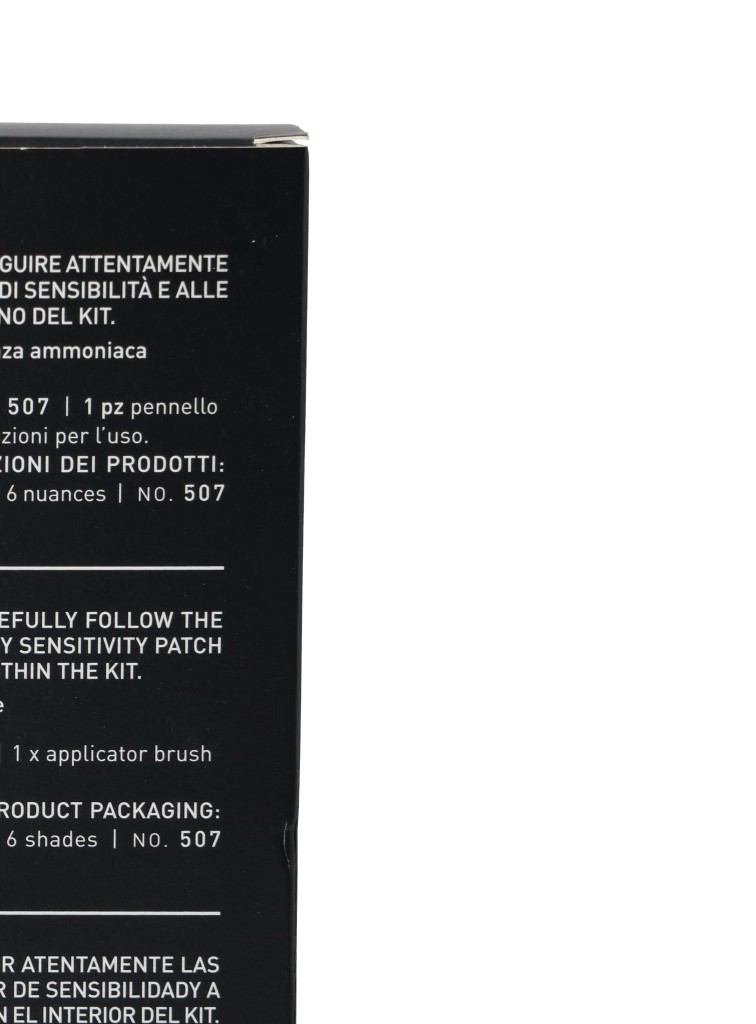 GUIRE ATTENTAMENTE
DI SENSIBILITÀ E ALLE
NO DEL KIT.
za ammoniaca
507 | 1 pz pennello
zioni per l'uso.
ZIONI DEI PRODOTTI:
6 nuances | NO. 507
EFULLY FOLLOW THE
Y SENSITIVITY PATCH
THIN THE KIT.
e
| 1 x applicator brush
RODUCT PACKAGING:
6 shades | NO. 507
R ATENTAMENTE LAS
R DE SENSIBILIDADY A
N EL INTERIOR DEL KIT.